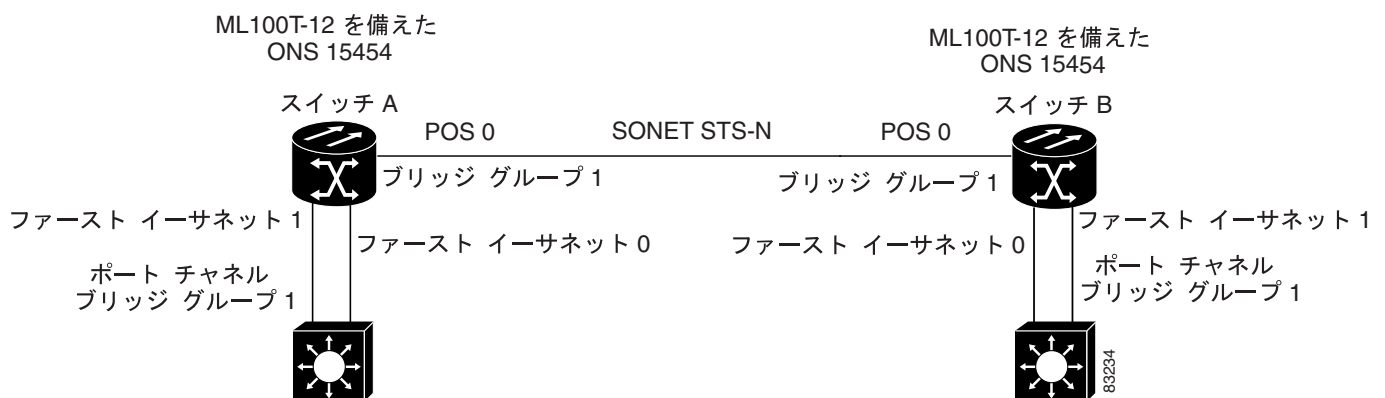 ML100T-12 を備えた
ONS 15454
スイッチ A
ML100T-12 を備えた
ONS 15454
スイッチ B
POS 0
SONET STS-N
POS 0
ブリッジ グループ 1
ブリッジ グループ 1
ファースト イーサネット 1
ファースト イーサネット 0
ファースト イーサネット 0
ファースト イーサネット 1
ポート チャネル
ブリッジ グループ 1
ポート チャネル
ブリッジ グループ 1
83234